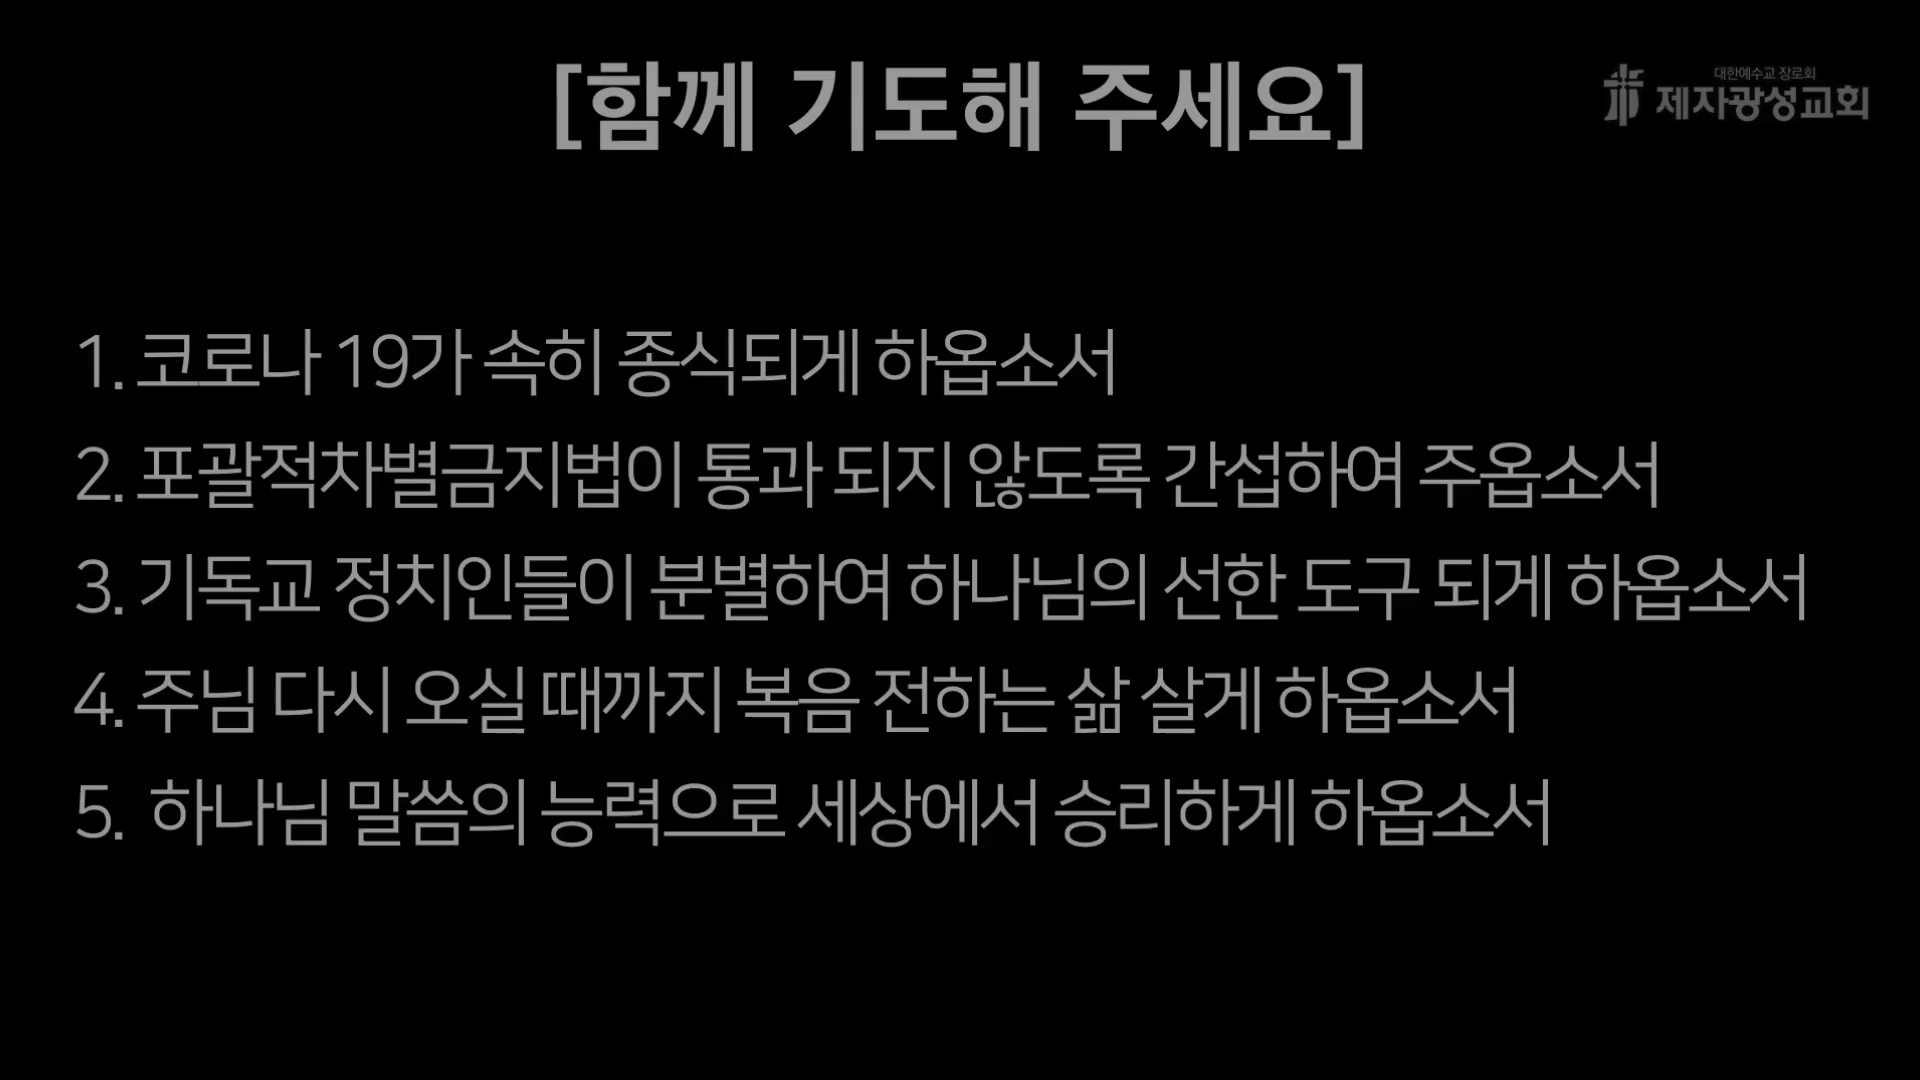 [함께 기도해 주세요]
대한예수교 장로회
제자광성교회
1. 코로나 19가 속히 종식되게 하옵소서
2. 포괄적차별금지법이 통과 되지 않도록 간섭하여 주옵소서
3. 기독교 정치인들이 분별하여 하나님의 선한 도구 되게 하옵소서
4. 주님 다시 오실 때까지 복음 전하는 삶 살게 하옵소서
5. 하나님 말씀의 능력으로 세상에서 승리하게 하옵소서